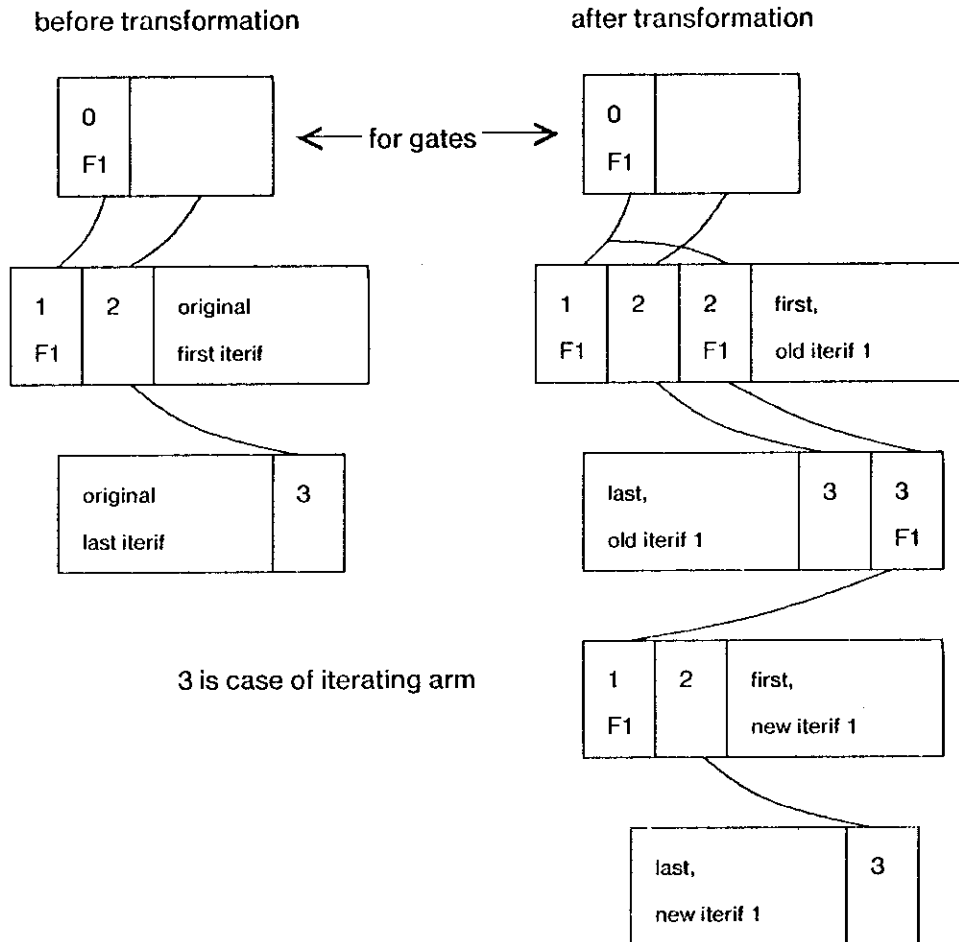 before transformation
after transformation
0
F1
for gates
0
F1
1
F1
2
original
first iterif
1
F1
2
2
F1
first,
old iterif 1
original
last iterif
3
last,
old iterif 1
3
3
F1
3 is case of iterating arm
1
F1
2
first,
new iterif 1
last,
new iterif 1
3